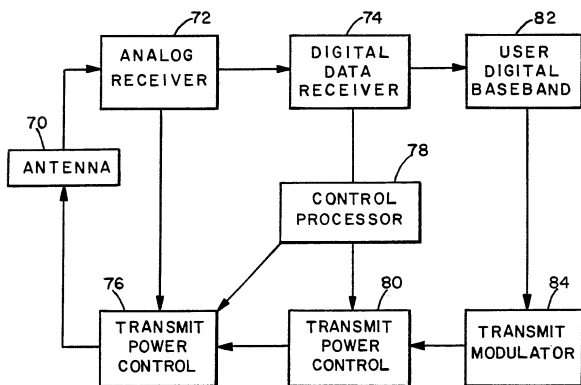 72
ANALOG
RECEIVER
74
DIGITAL
DATA
RECEIVER
82
USER
DIGITAL
BASEBAND
70
ANTENNA
78
CONTROL
PROCESSOR
76
TRANSMIT
POWER
CONTROL
80
TRANSMIT
POWER
CONTROL
84
TRANSMIT
MODULATOR